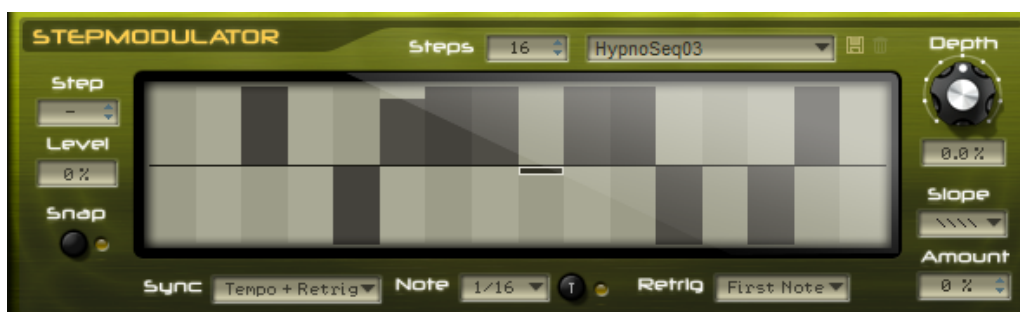 STEPMODULATOR
Steps 16 HypnoSeq03
Depth
0.0 %
Step
-
Level
0 %
Snap
Slope
\\\\
Amount
0 %
Sync Tempo + Retrig Note 1/16 T Retrig First Note